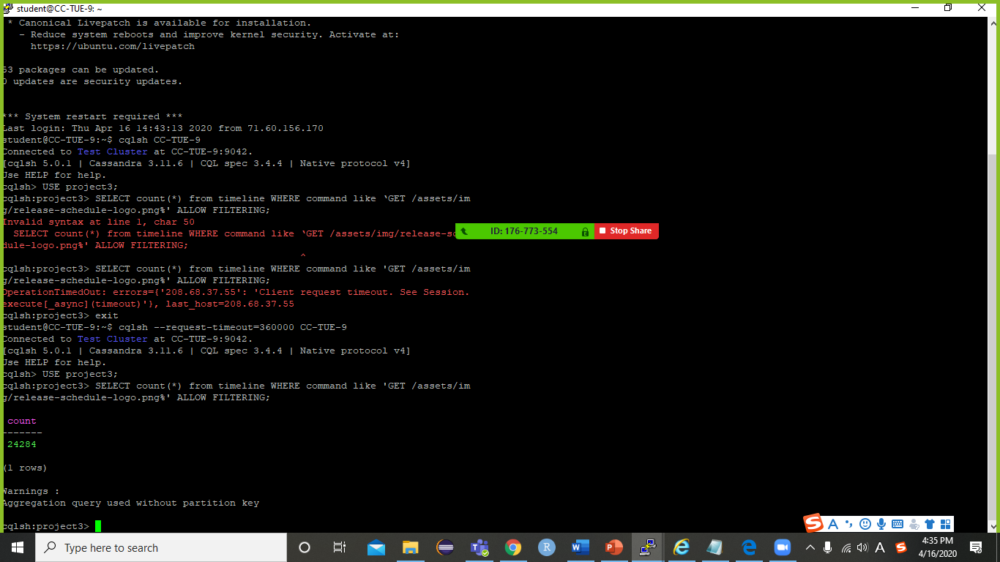 student@CC-TUE-9: ~
* Canonical Livepatch is available for installation.
- Reduce system reboots and improve kernel security. Activate at:
https://ubuntu.com/livepatch
63 packages can be updated.
0 updates are security updates.
*** System restart required ***
Last login: Thu Apr 16 14:43:13 2020 from 71.60.156.170
student@CC-TUE-9:~$ cqlsh CC-TUE-9
Connected to Test Cluster at CC-TUE-9:9042.
[cqlsh 5.0.1 | Cassandra 3.11.6 | CQL spec 3.4.4 | Native protocol v4]
Use HELP for help.
cqlsh> USE project3;
cqlsh:project3> SELECT count(*) from timeline WHERE command like ‘GET /assets/im
g/release-schedule-logo.png%' ALLOW FILTERING;
Invalid syntax at line 1, char 50
SELECT count(*) from timeline WHERE command like ‘GET /assets/img/release-sc
dule-logo.png%' ALLOW FILTERING;
^
ID: 176-773-554
Stop Share
cqlsh:project3> SELECT count(*) from timeline WHERE command like 'GET /assets/im
g/release-schedule-logo.png%' ALLOW FILTERING;
OperationTimedOut: errors={'208.68.37.55': 'Client request timeout. See Session.
execute[_async](timeout)'}, last_host=208.68.37.55
cqlsh:project3> exit
student@CC-TUE-9:~$ cqlsh --request-timeout=360000 CC-TUE-9
Connected to Test Cluster at CC-TUE-9:9042.
[cqlsh 5.0.1 | Cassandra 3.11.6 | CQL spec 3.4.4 | Native protocol v4]
Use HELP for help.
cqlsh> USE project3;
cqlsh:project3> SELECT count(*) from timeline WHERE command like 'GET /assets/im
g/release-schedule-logo.png%' ALLOW FILTERING;
count
-------
24284
(1 rows)
Warnings :
Aggregation query used without partition key
cqlsh:project3>
Type here to search
4:35 PM
4/16/2020